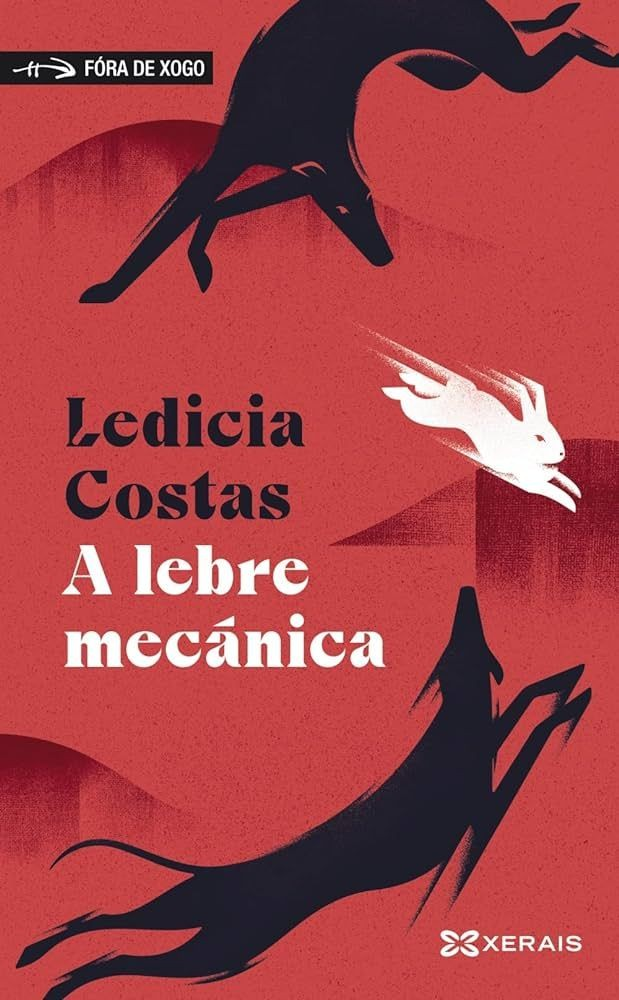 FÓRA DE XOGO
Ledicia
Costas
A lebre
mecánica
XERAIS